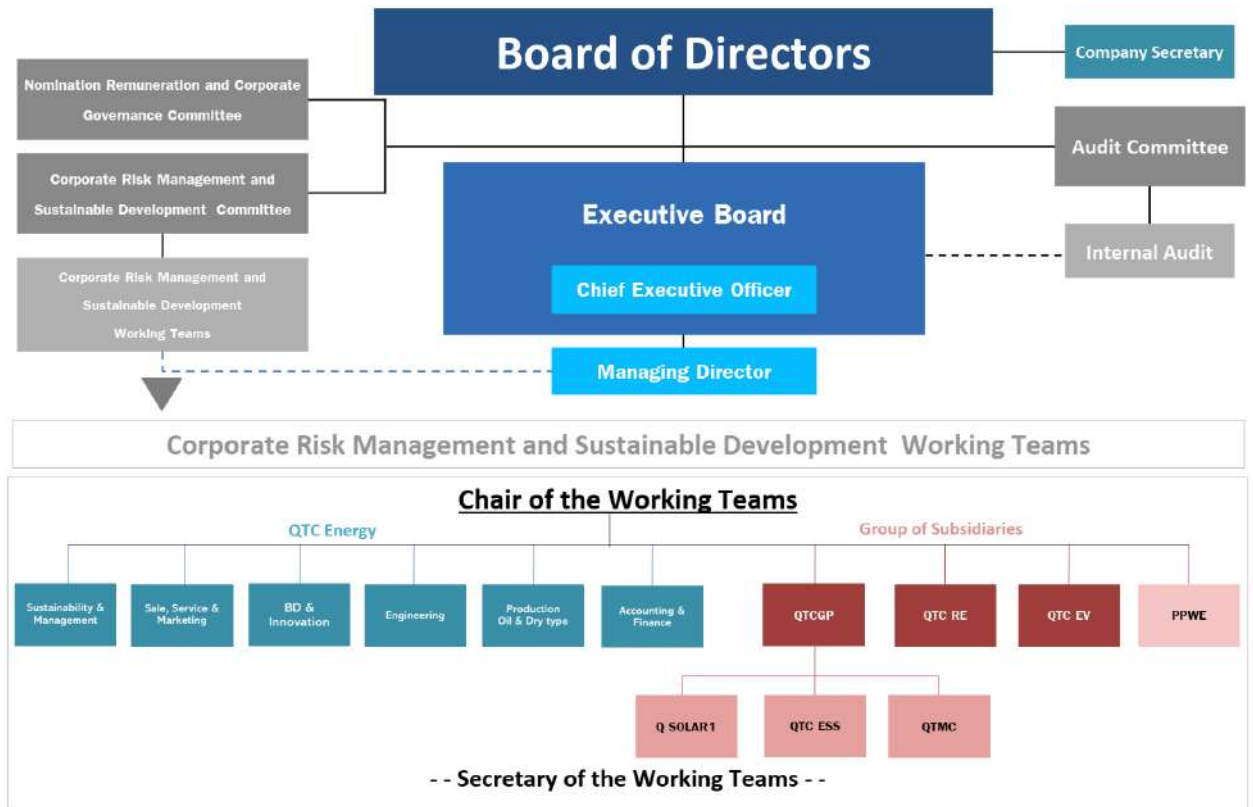 Board of Directors
Company Secretary
Nomination Remuneration and Corporate
Governance Committee
Audit Committee
Corporate Risk Management and
Sustainable Development Committee
Executive Board
Internal Audit
Corporate Risk Management and
Sustainable Development
Working Teams
Chief Executive Officer
Managing Director
Corporate Risk Management and Sustainable Development Working Teams
Chair of the Working Teams
QTC Energy
Group of Subsidiaries
Sustainability &
Management
Sale, Service &
Marketing
BD &
Innovation
Engineering
Production
Oil & Dry type
Accounting &
Finance
QTCGP
QTC RE
QTC EV
PPWE
Q SOLAR1
QTC ESS
QTMC
- - Secretary of the Working Teams - -